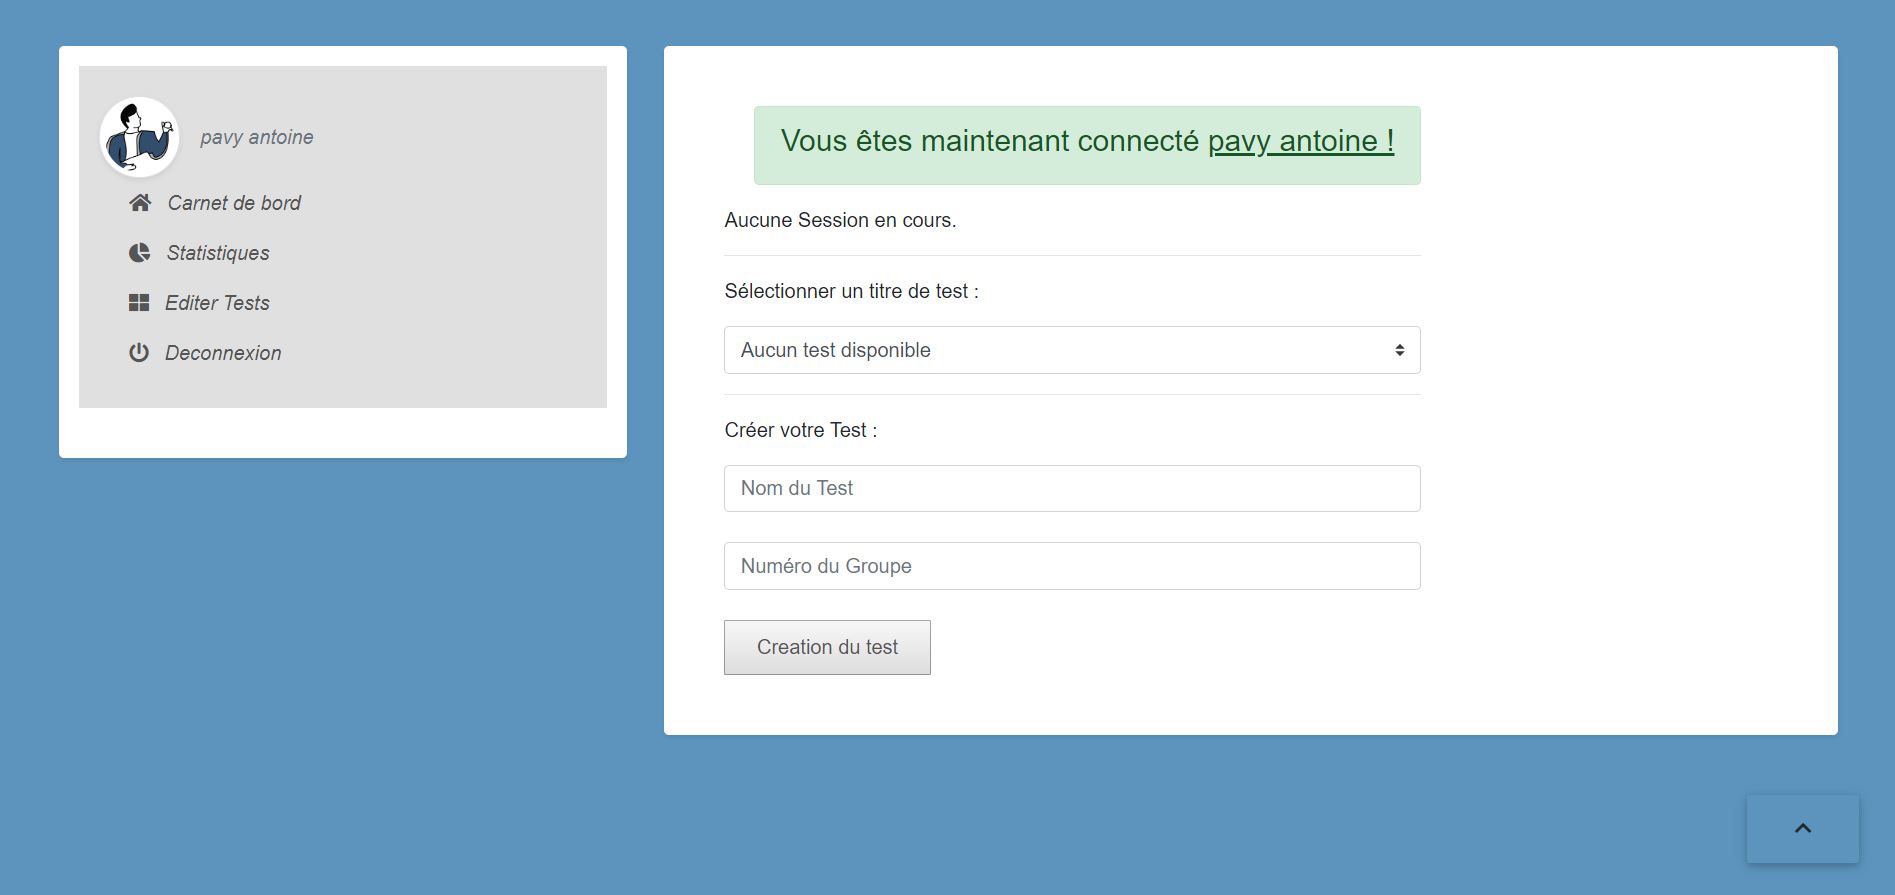 pavy antoine
Carnet de bord
Statistiques
Editer Tests
Deconnexion
Vous êtes maintenant connecté pavy antoine !
Aucune Session en cours.
Sélectionner un titre de test :
Aucun test disponible
Créer votre Test :
Nom du Test
Numéro du Groupe
Creation du test